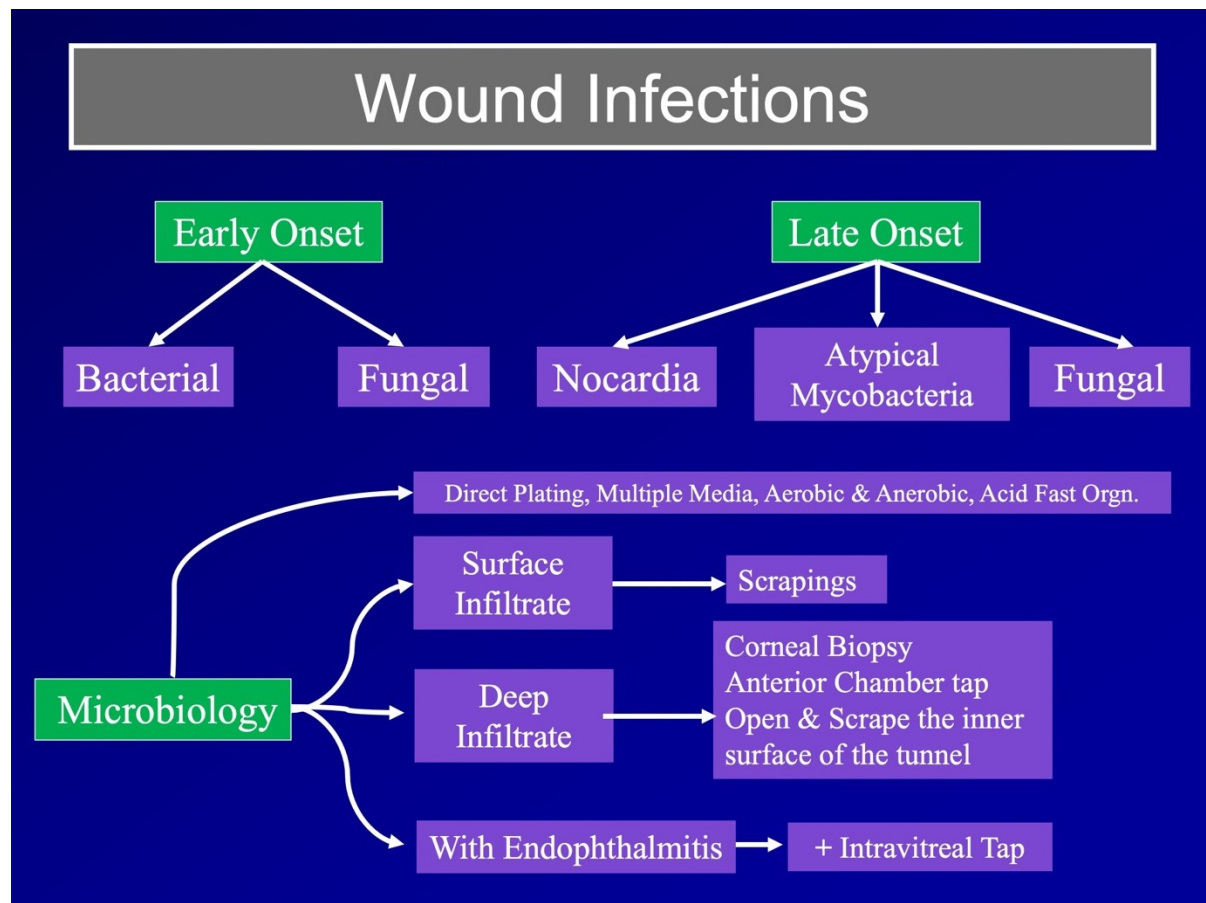 Wound Infections
Early Onset
Late Onset
Bacterial
Fungal
Nocardia
Atypical
Mycobacteria
Fungal
Direct Plating, Multiple Media, Aerobic & Anerobic, Acid Fast Orgn.
Surface
Infiltrate
Scrapings
Microbiology
Deep
Infiltrate
Corneal Biopsy
Anterior Chamber tap
Open & Scrape the inner
surface of the tunnel
With Endophthalmitis
+ Intravitreal Tap